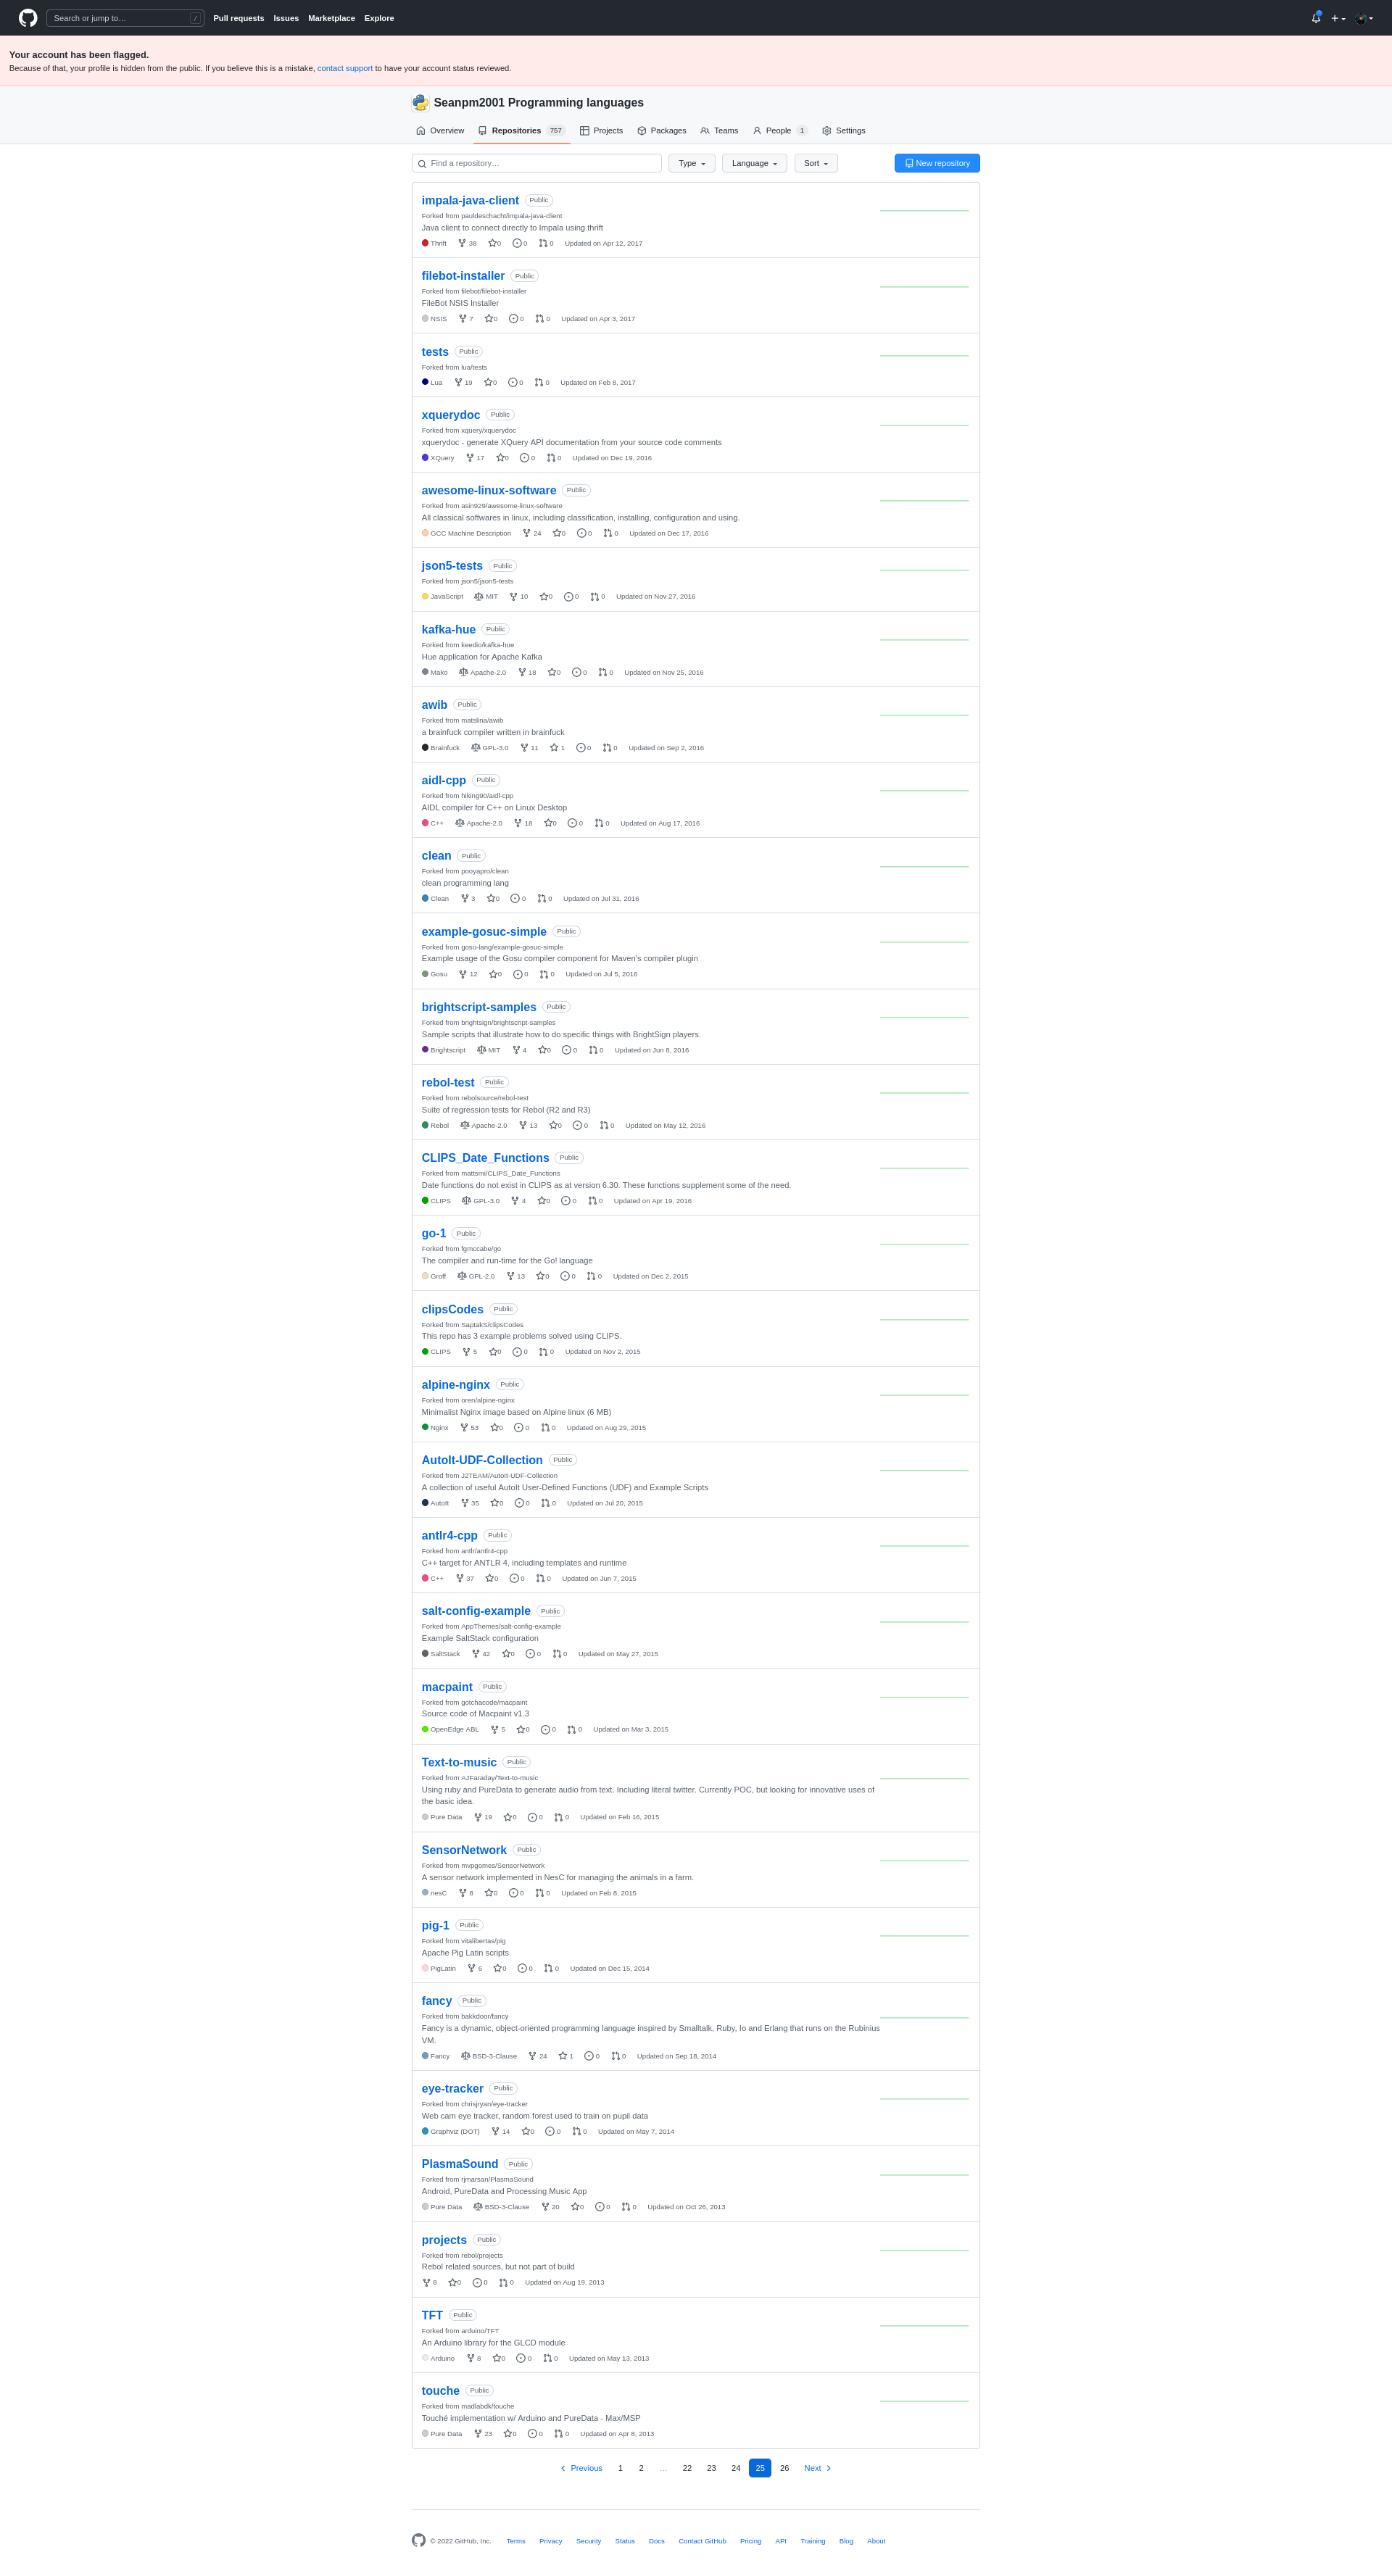 Search or jump to… /
Pull requests Issues Marketplace Explore
Your account has been flagged.
Because of that, your profile is hidden from the public. If you believe this is a mistake, contact support to have your account status reviewed.
Seanpm2001 Programming languages
Overview Repositories 757 Projects Packages Teams People 1 Settings
Find a repository… Type Language Sort New repository
impala-java-client Public
Forked from pauldeschacht/impala-java-client
Java client to connect directly to Impala using thrift
Thrift 38 0 0 0 Updated on Apr 12, 2017
filebot-installer Public
Forked from filebot/filebot-installer
FileBot NSIS Installer
NSIS 7 0 0 0 Updated on Apr 3, 2017
tests Public
Forked from lua/tests
Lua 19 0 0 0 Updated on Feb 8, 2017
xquerydoc Public
Forked from xquery/xquerydoc
xquerydoc - generate XQuery API documentation from your source code comments
XQuery 17 0 0 0 Updated on Dec 19, 2016
awesome-linux-software Public
Forked from asin929/awesome-linux-software
All classical softwares in linux, including classification, installing, configuration and using.
GCC Machine Description 24 0 0 0 Updated on Dec 17, 2016
json5-tests Public
Forked from json5/json5-tests
JavaScript MIT 10 0 0 0 Updated on Nov 27, 2016
kafka-hue Public
Forked from keedio/kafka-hue
Hue application for Apache Kafka
Mako Apache-2.0 18 0 0 0 Updated on Nov 25, 2016
awib Public
Forked from matslina/awib
a brainfuck compiler written in brainfuck
Brainfuck GPL-3.0 11 1 0 0 Updated on Sep 2, 2016
aidl-cpp Public
Forked from hiking90/aidl-cpp
AIDL compiler for C++ on Linux Desktop
C++ Apache-2.0 18 0 0 0 Updated on Aug 17, 2016
clean Public
Forked from pooyapro/clean
clean programming lang
Clean 3 0 0 0 Updated on Jul 31, 2016
example-gosuc-simple Public
Forked from gosu-lang/example-gosuc-simple
Example usage of the Gosu compiler component for Maven's compiler plugin
Gosu 12 0 0 0 Updated on Jul 5, 2016
brightscript-samples Public
Forked from brightsign/brightscript-samples
Sample scripts that illustrate how to do specific things with BrightSign players.
Brightscript MIT 4 0 0 0 Updated on Jun 8, 2016
rebol-test Public
Forked from rebolsource/rebol-test
Suite of regression tests for Rebol (R2 and R3)
Rebol Apache-2.0 13 0 0 0 Updated on May 12, 2016
CLIPS_Date_Functions Public
Forked from mattsmi/CLIPS_Date_Functions
Date functions do not exist in CLIPS as at version 6.30. These functions supplement some of the need.
CLIPS GPL-3.0 4 0 0 0 Updated on Apr 19, 2016
go-1 Public
Forked from fgmccabe/go
The compiler and run-time for the Go! language
Groff GPL-2.0 13 0 0 0 Updated on Dec 2, 2015
clipsCodes Public
Forked from SaptakS/clipsCodes
This repo has 3 example problems solved using CLIPS.
CLIPS 5 0 0 0 Updated on Nov 2, 2015
alpine-nginx Public
Forked from oren/alpine-nginx
Minimalist Nginx image based on Alpine linux (6 MB)
Nginx 53 0 0 0 Updated on Aug 29, 2015
AutoIt-UDF-Collection Public
Forked from J2TEAM/AutoIt-UDF-Collection
A collection of useful AutoIt User-Defined Functions (UDF) and Example Scripts
AutoIt 35 0 0 0 Updated on Jul 20, 2015
antlr4-cpp Public
Forked from antlr/antlr4-cpp
C++ target for ANTLR 4, including templates and runtime
C++ 37 0 0 0 Updated on Jun 7, 2015
salt-config-example Public
Forked from AppThemes/salt-config-example
Example SaltStack configuration
SaltStack 42 0 0 0 Updated on May 27, 2015
macpaint Public
Forked from gotchacode/macpaint
Source code of Macpaint v1.3
OpenEdge ABL 5 0 0 0 Updated on Mar 3, 2015
Text-to-music Public
Forked from AJFaraday/Text-to-music
Using ruby and PureData to generate audio from text. Including literal twitter. Currently POC, but looking for innovative uses of
the basic idea.
Pure Data 19 0 0 0 Updated on Feb 16, 2015
SensorNetwork Public
Forked from mvpgomes/SensorNetwork
A sensor network implemented in NesC for managing the animals in a farm.
nesC 8 0 0 0 Updated on Feb 8, 2015
pig-1 Public
Forked from vitalibertas/pig
Apache Pig Latin scripts
PigLatin 6 0 0 0 Updated on Dec 15, 2014
fancy Public
Forked from bakkdoor/fancy
Fancy is a dynamic, object-oriented programming language inspired by Smalltalk, Ruby, Io and Erlang that runs on the Rubinius
VM.
Fancy BSD-3-Clause 24 1 0 0 Updated on Sep 18, 2014
eye-tracker Public
Forked from chrisjryan/eye-tracker
Web cam eye tracker, random forest used to train on pupil data
Graphviz (DOT) 14 0 0 0 Updated on May 7, 2014
PlasmaSound Public
Forked from rjmarsan/PlasmaSound
Android, PureData and Processing Music App
Pure Data BSD-3-Clause 20 0 0 0 Updated on Oct 26, 2013
projects Public
Forked from rebol/projects
Rebol related sources, but not part of build
8 0 0 0 Updated on Aug 19, 2013
TFT Public
Forked from arduino/TFT
An Arduino library for the GLCD module
Arduino 8 0 0 0 Updated on May 13, 2013
touche Public
Forked from madlabdk/touche
Touché implementation w/ Arduino and PureData - Max/MSP
Pure Data 23 0 0 0 Updated on Apr 8, 2013
Previous 1 2 … 22 23 24 25 26 Next
© 2022 GitHub, Inc. Terms Privacy Security Status Docs Contact GitHub Pricing API Training Blog About